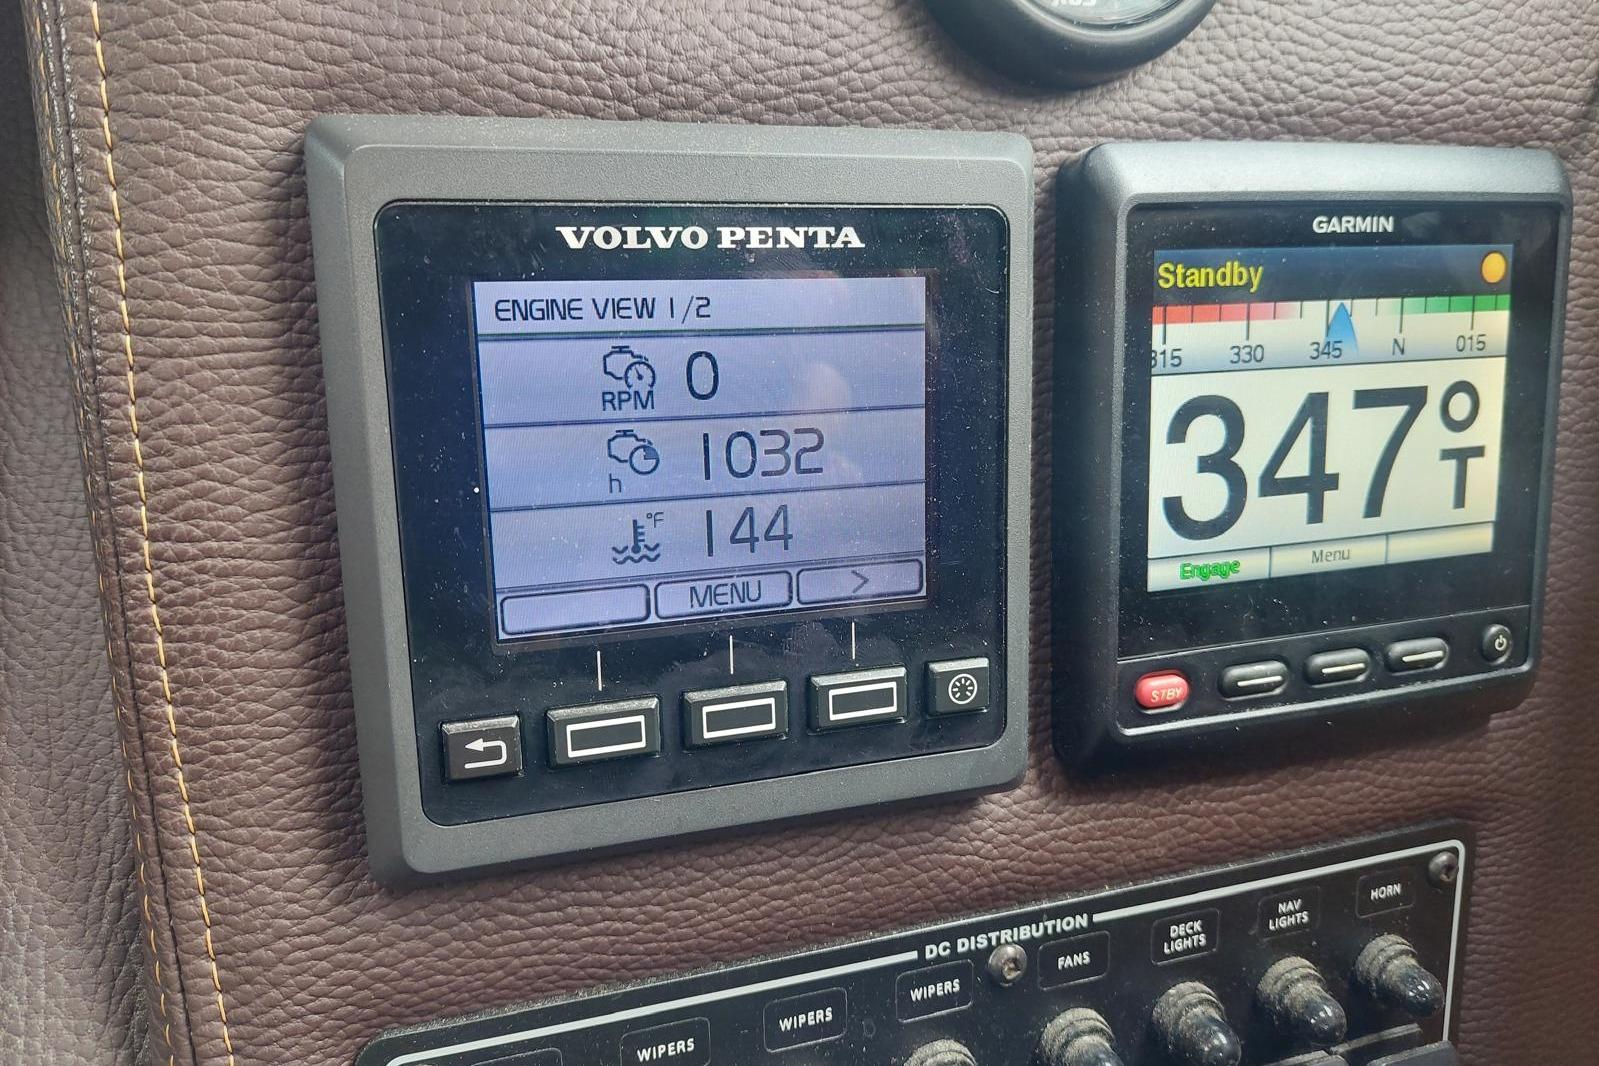 VOLVO PENTA
ENGINE VIEW 1/2
RPM 0
h 1032
°F 144
MENU >
GARMIN
Standby
315 330 345 N 015
347°T
Engage Menu
STBY
DC DISTRIBUTION
WIPERS
WIPERS
WIPERS
FANS
DECK
LIGHTS
NAV
LIGHTS
HORN